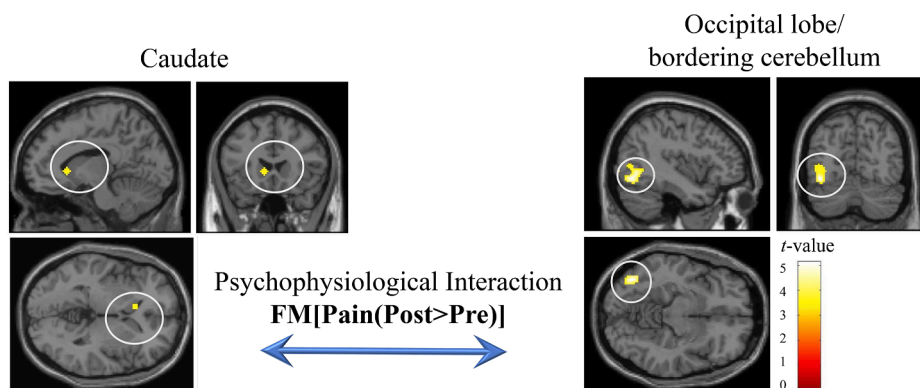 Caudate
Occipital lobe/
bordering cerebellum
Psychophysiological Interaction
FM[Pain(Post>Pre)]
t-value
5
4
3
2
1
0